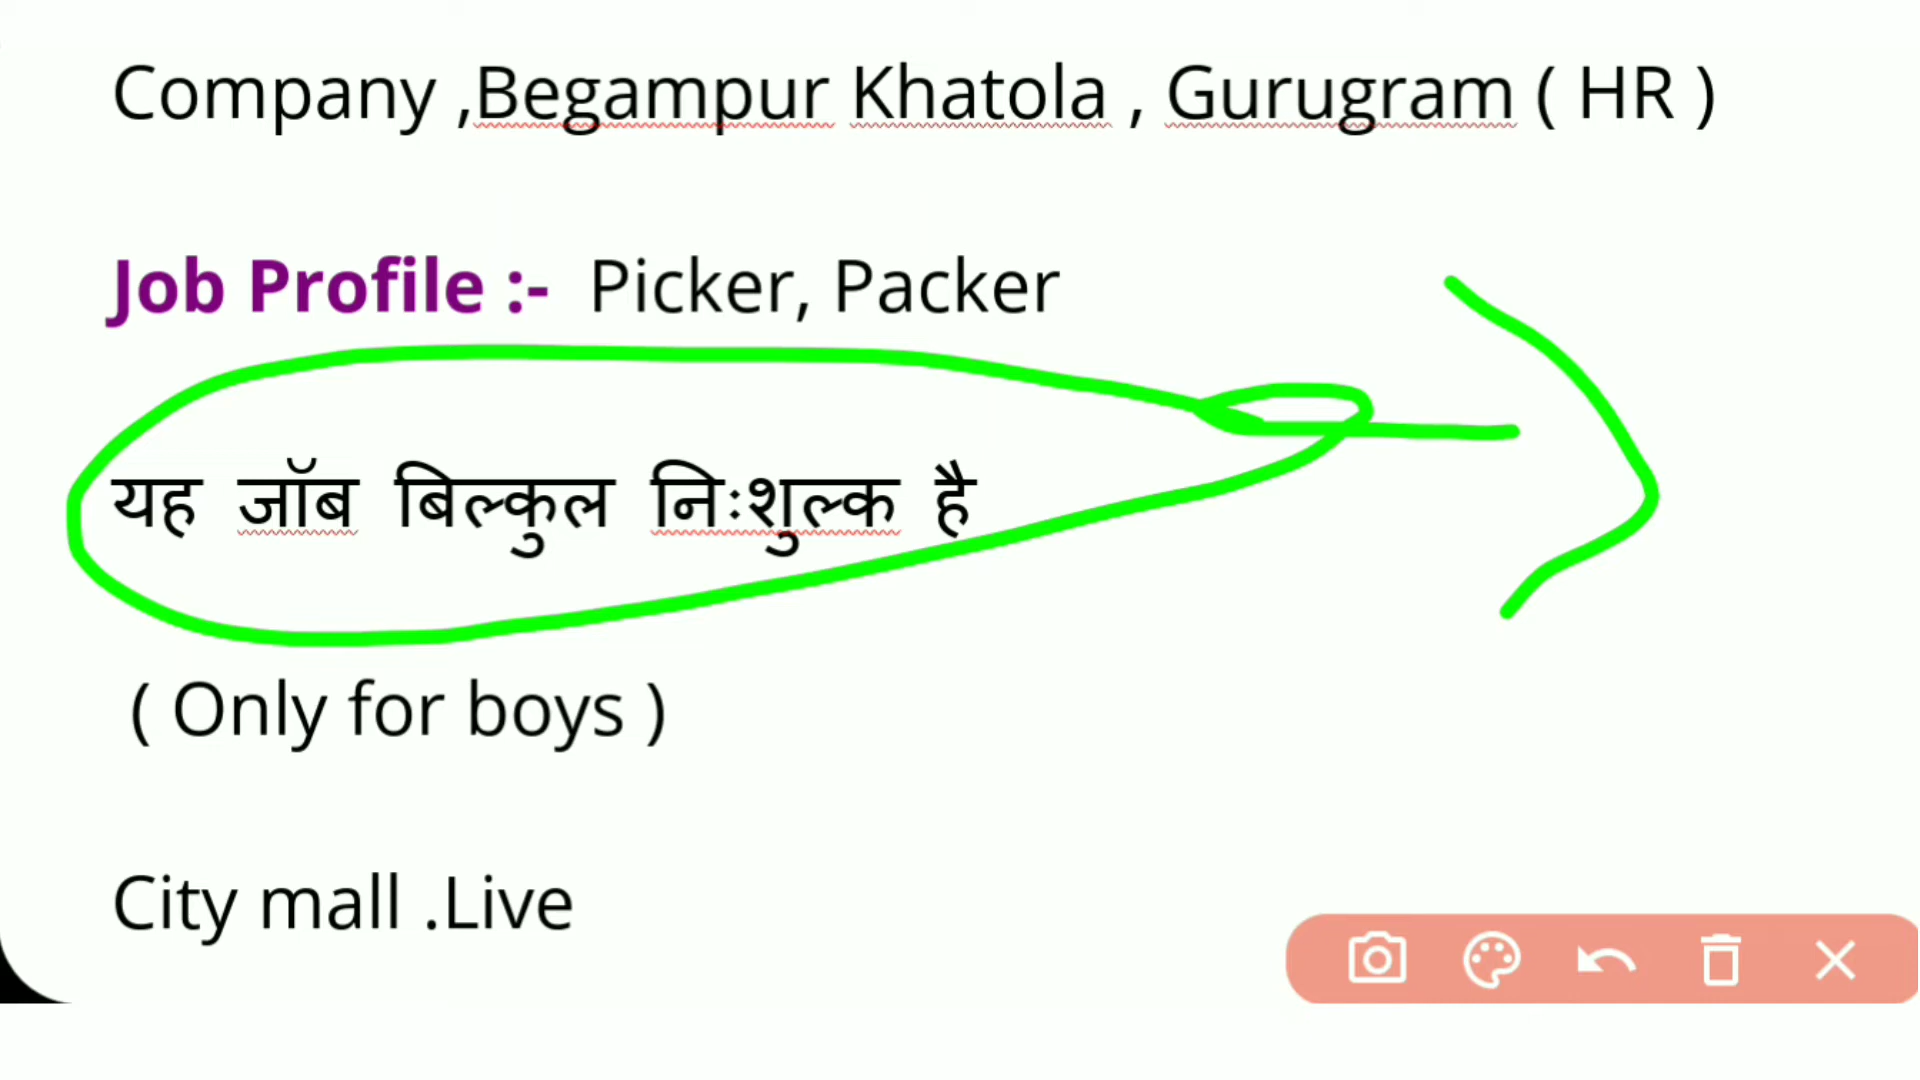 Company ,Begampur Khatola , Gurugram ( HR )
Job Profile :- Picker, Packer
यह जॉब बिल्कुल निःशुल्क है
( Only for boys )
City mall .Live